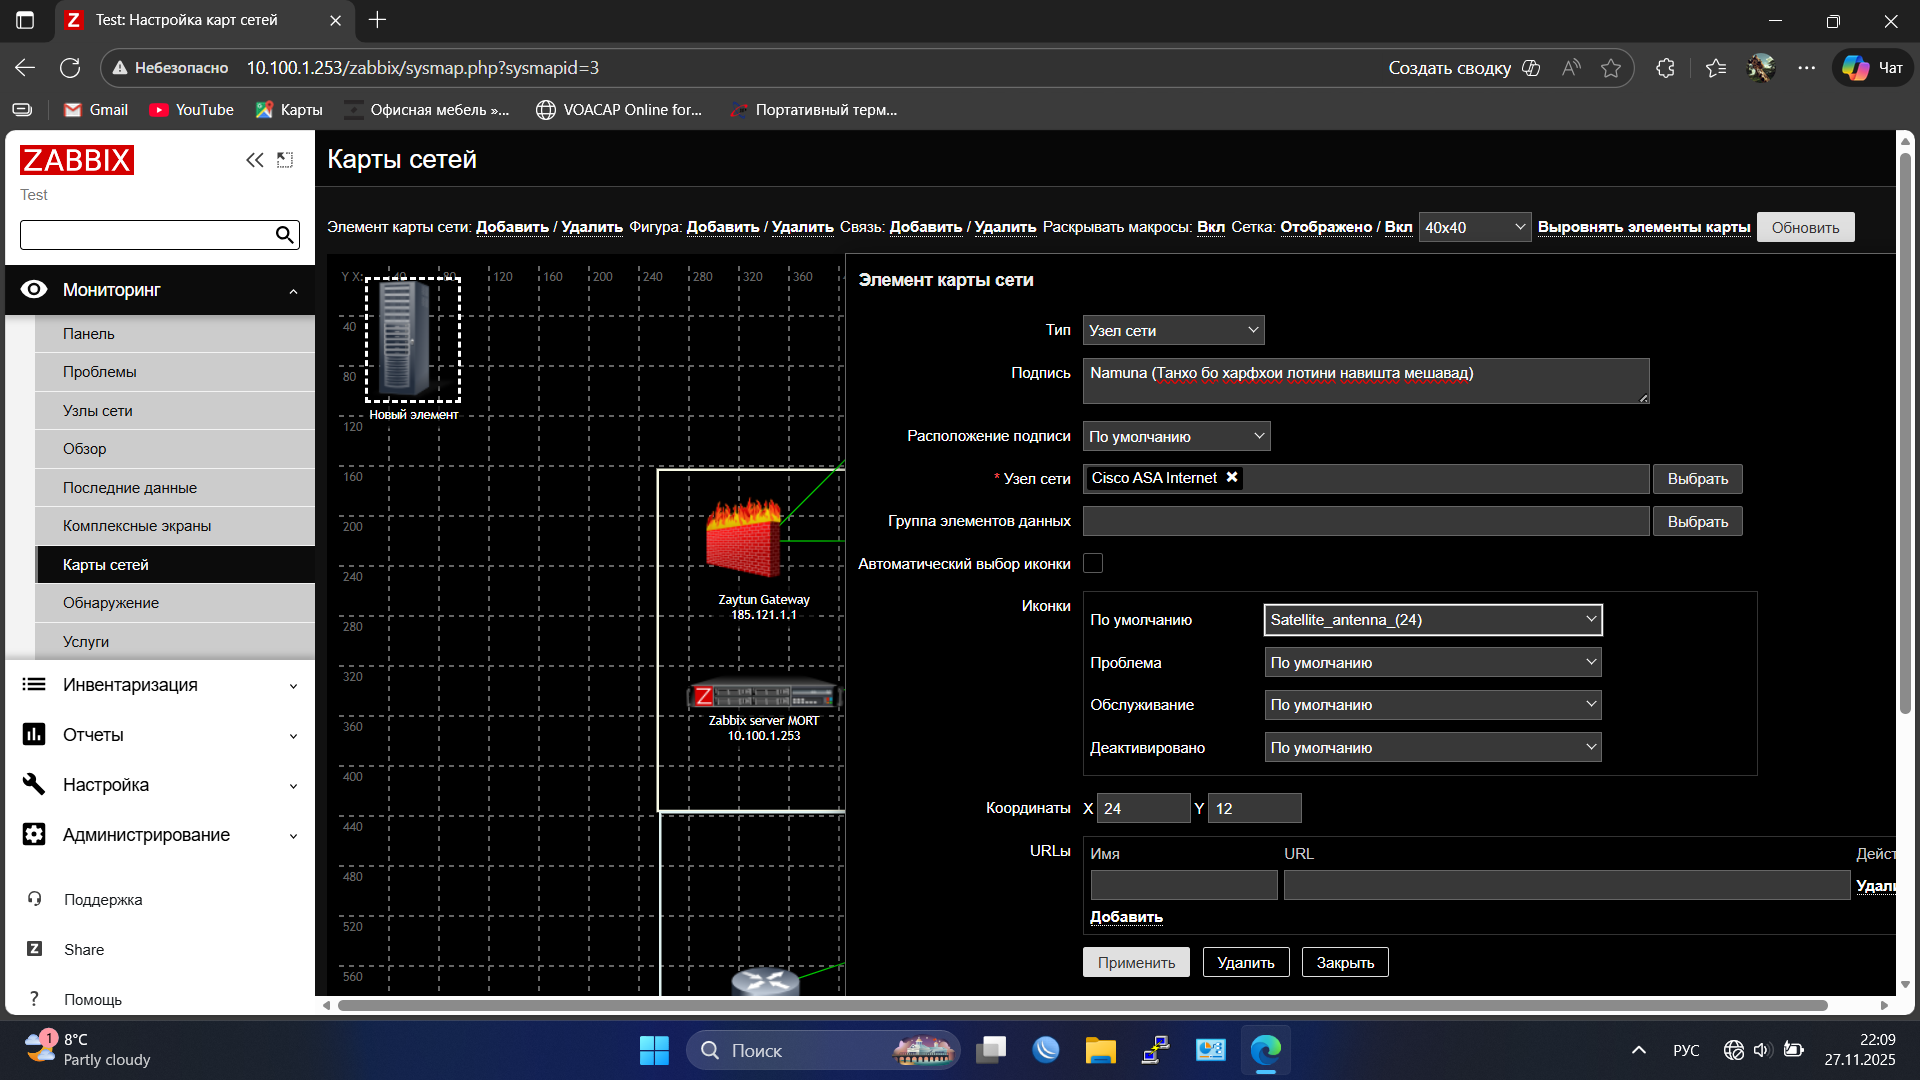 Test: Настройка карт сетей
Небезопасно 10.100.1.253/zabbix/sysmap.php?sysmapid=3
Создать сводку
Чат
Gmail
YouTube
Карты
Офисная мебель »...
VOACAP Online for...
Портативный терм...
ZABBIX
Test
Мониторинг
Панель
Проблемы
Узлы сети
Обзор
Последние данные
Комплексные экраны
Карты сетей
Обнаружение
Услуги
Инвентаризация
Отчеты
Настройка
Администрирование
Поддержка
Z Share
? Помощь
Карты сетей
Элемент карты сети: Добавить / Удалить Фигура: Добавить / Удалить Связь: Добавить / Удалить Раскрывать макросы: Вкл Сетка: Отображено / Вкл 40x40 Выровнять элементы карты Обновить
Y X: 40 80 120 160 200 240 280 320 360
40
80
120
160
200
240
280
320
360
400
440
480
520
560
Новый элемент
Zaytun Gateway
185.121.1.1
Z
Zabbix server MORT
10.100.1.253
Элемент карты сети
Тип Узел сети
Подпись Namuna (Танхо бо харфхои лотини навишта мешавад)
Расположение подписи По умолчанию
* Узел сети Cisco ASA Internet Выбрать
Группа элементов данных Выбрать
Автоматический выбор иконки
Иконки
По умолчанию Satellite_antenna_(24)
Проблема По умолчанию
Обслуживание По умолчанию
Деактивировано По умолчанию
Координаты X 24 Y 12
URLы Имя URL Дейст
Удали
Добавить
Применить Удалить Закрыть
1 8°C
Partly cloudy
Поиск
РУС
22:09
27.11.2025